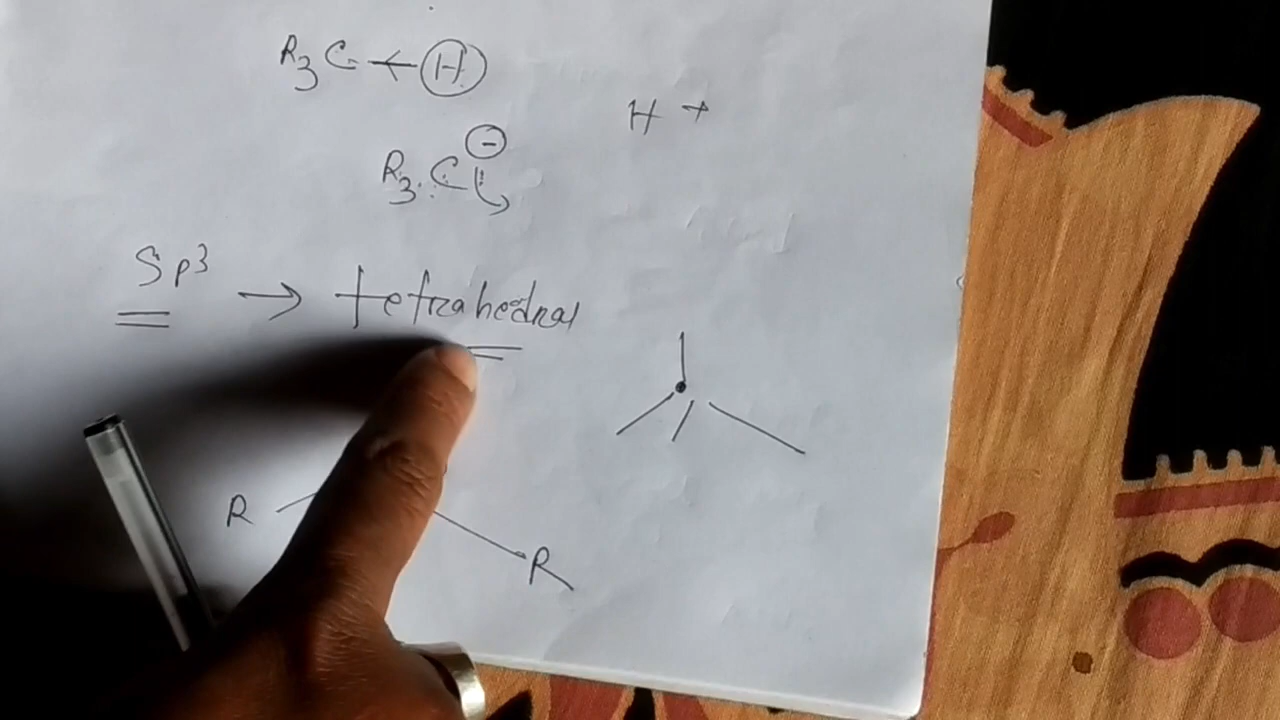 R₃C ← H
H +
R₃C: −
Sp³ → tetrahedral
R
R